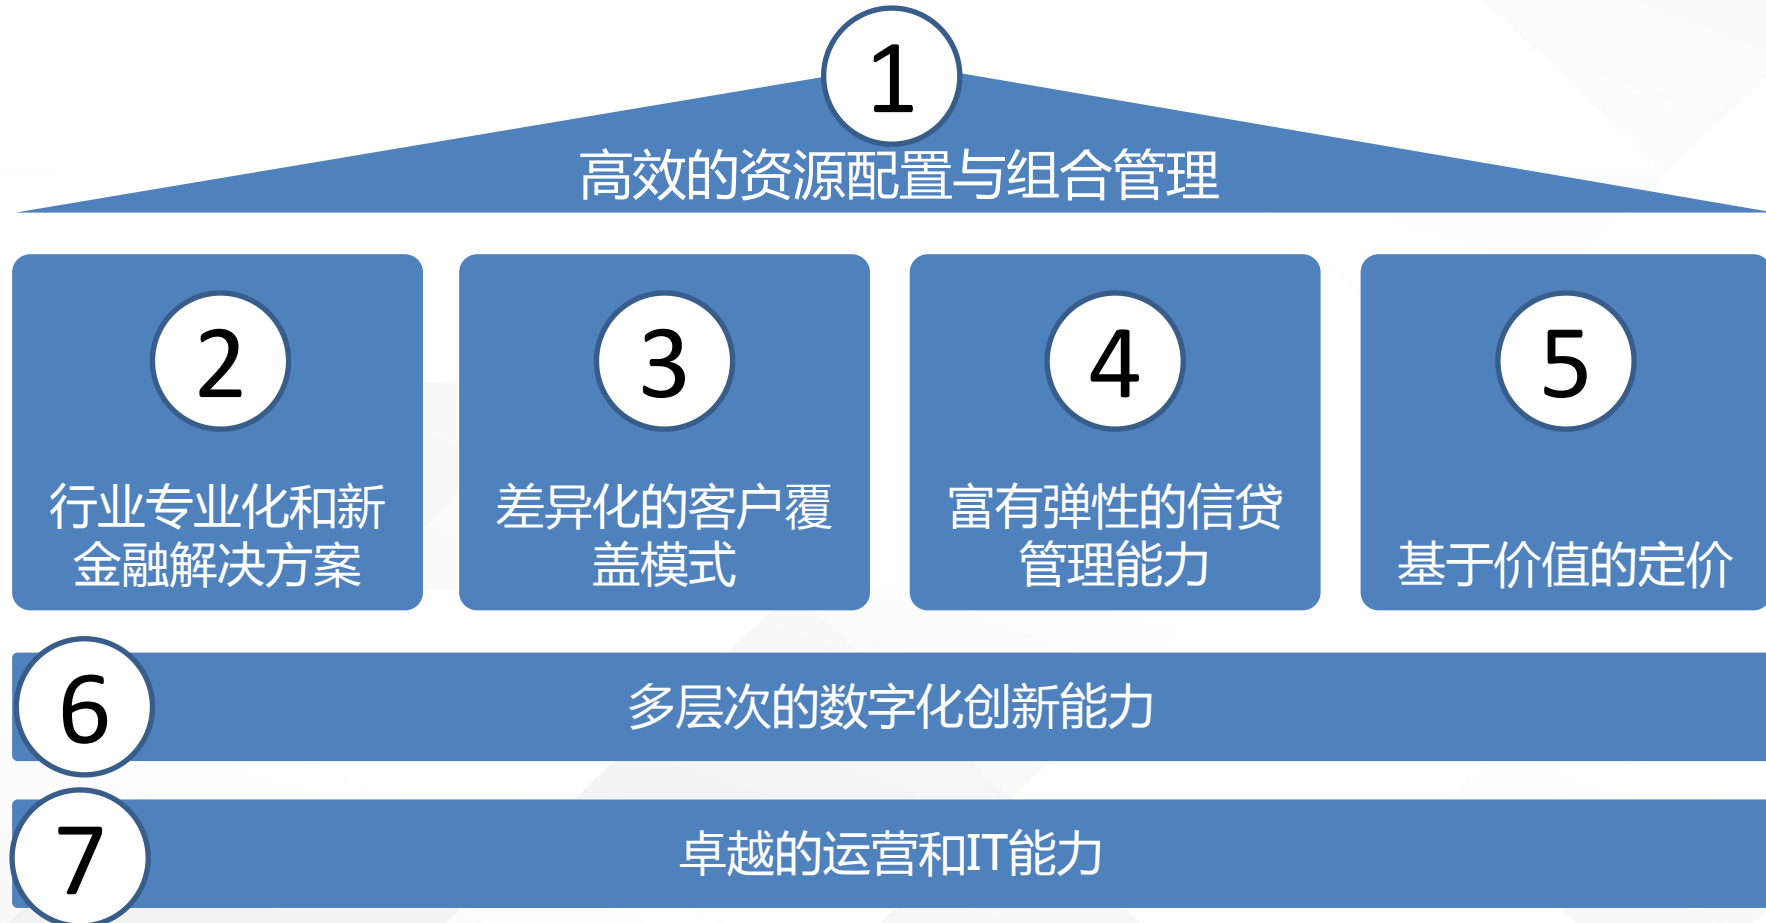 1
高效的资源配置与组合管理
2
行业专业化和新
金融解决方案
3
差异化的客户覆
盖模式
4
富有弹性的信贷
管理能力
5
基于价值的定价
6
多层次的数字化创新能力
7
卓越的运营和IT能力